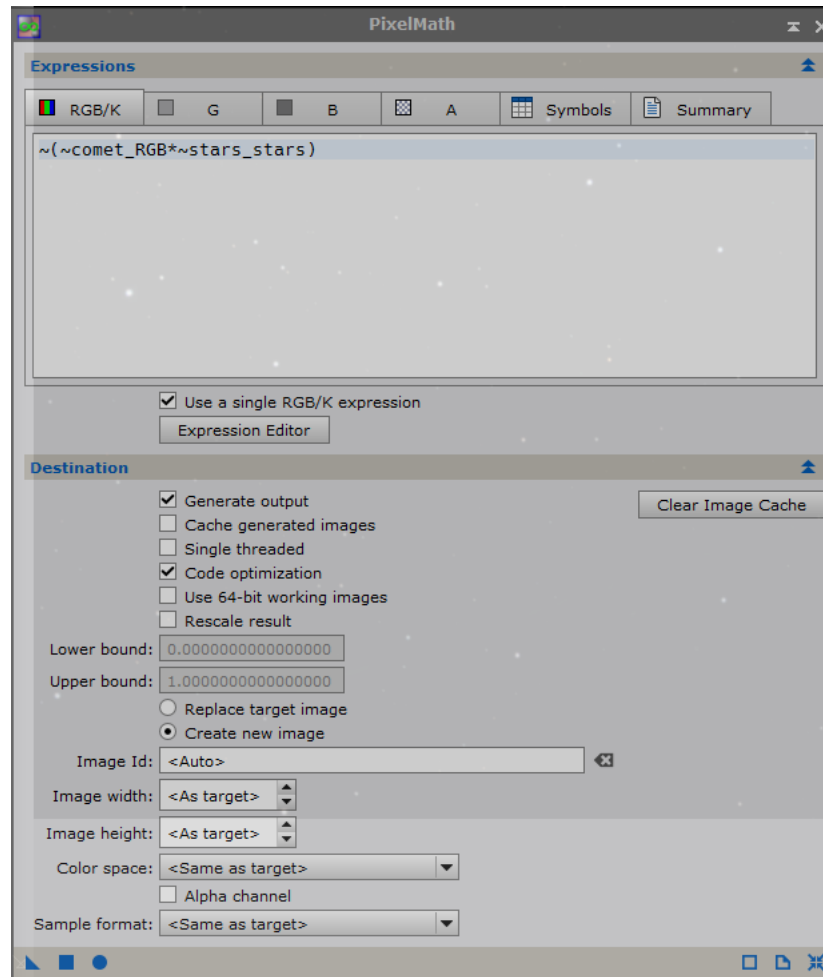 PixelMath
Expressions
RGB/K G B A Symbols Summary
~(~comet_RGB*~stars_stars)
Use a single RGB/K expression
Expression Editor
Destination
Generate output Clear Image Cache
Cache generated images
Single threaded
Code optimization
Use 64-bit working images
Rescale result
Lower bound: 0.0000000000000000
Upper bound: 1.0000000000000000
Replace target image
Create new image
Image Id: <Auto>
Image width: <As target>
Image height: <As target>
Color space: <Same as target>
Alpha channel
Sample format: <Same as target>